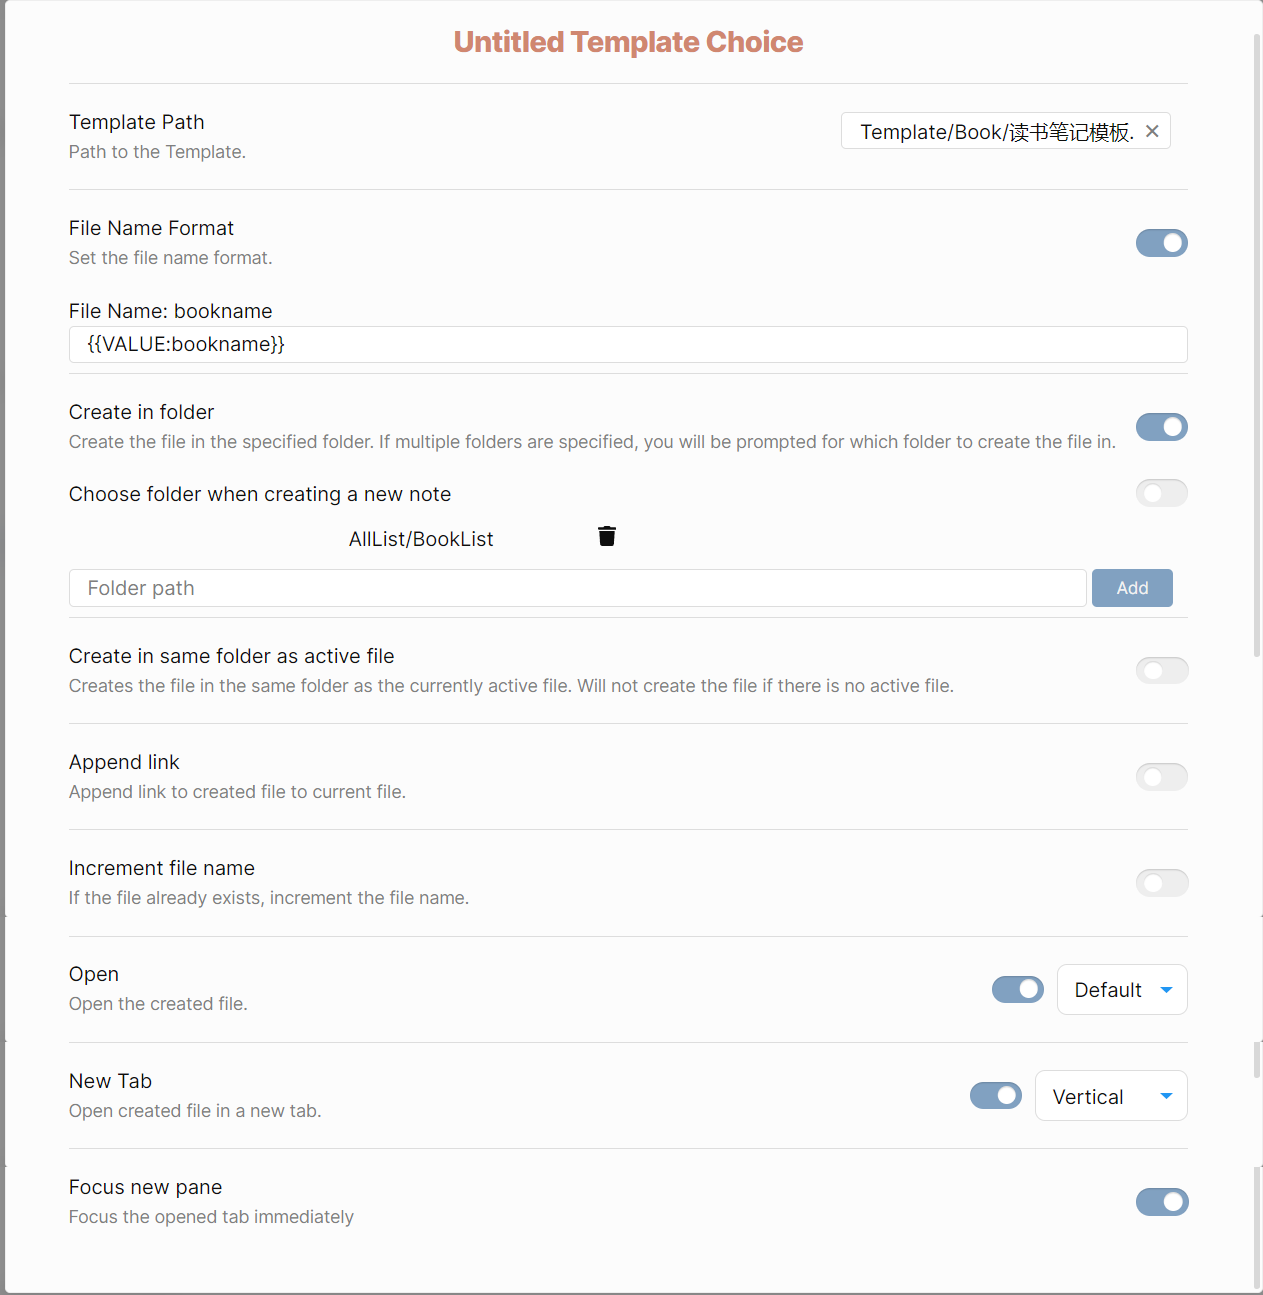 Untitled Template Choice
Template Path
Path to the Template.
Template/Book/读书笔记模板.
File Name Format
Set the file name format.
File Name: bookname
{{VALUE:bookname}}
Create in folder
Create the file in the specified folder. If multiple folders are specified, you will be prompted for which folder to create the file in.
Choose folder when creating a new note
AllList/BookList
Folder path
Add
Create in same folder as active file
Creates the file in the same folder as the currently active file. Will not create the file if there is no active file.
Append link
Append link to created file to current file.
Increment file name
If the file already exists, increment the file name.
Open
Open the created file.
Default
New Tab
Open created file in a new tab.
Vertical
Focus new pane
Focus the opened tab immediately